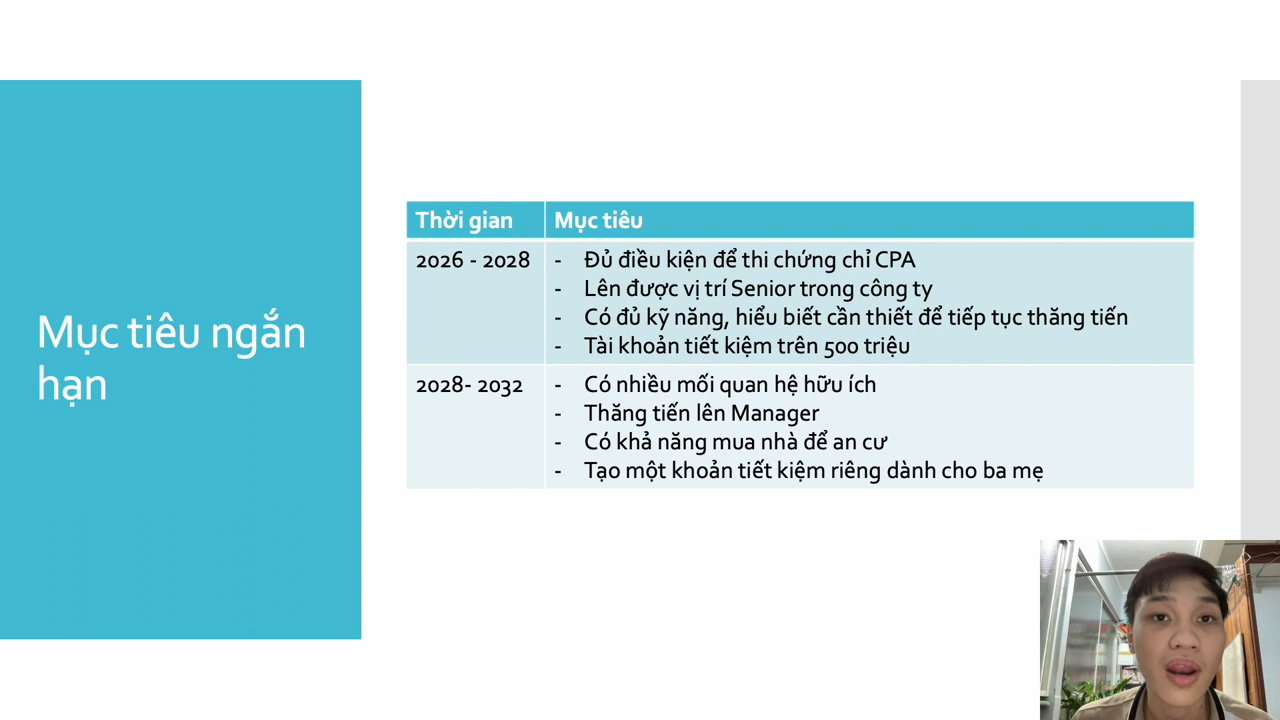 Mục tiêu ngắn
hạn
Thời gian
Mục tiêu
2026 - 2028
- Đủ điều kiện để thi chứng chỉ CPA
- Lên được vị trí Senior trong công ty
- Có đủ kỹ năng, hiểu biết cần thiết để tiếp tục thăng tiến
- Tài khoản tiết kiệm trên 500 triệu
2028- 2032
- Có nhiều mối quan hệ hữu ích
- Thăng tiến lên Manager
- Có khả năng mua nhà để an cư
- Tạo một khoản tiết kiệm riêng dành cho ba mẹ